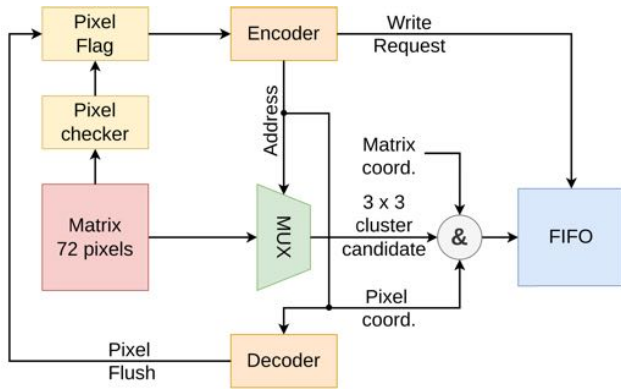 Pixel
Flag
Encoder
Write
Request
Pixel
checker
Address
Matrix
coord.
Matrix
72 pixels
MUX
3 x 3
cluster
candidate
&
FIFO
Pixel
coord.
Pixel
Flush
Decoder